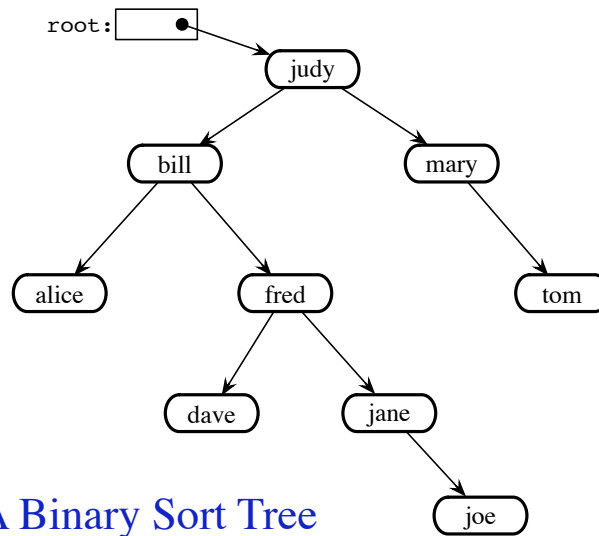 root:
judy
bill mary
alice fred tom
dave jane
joe
A Binary Sort Tree